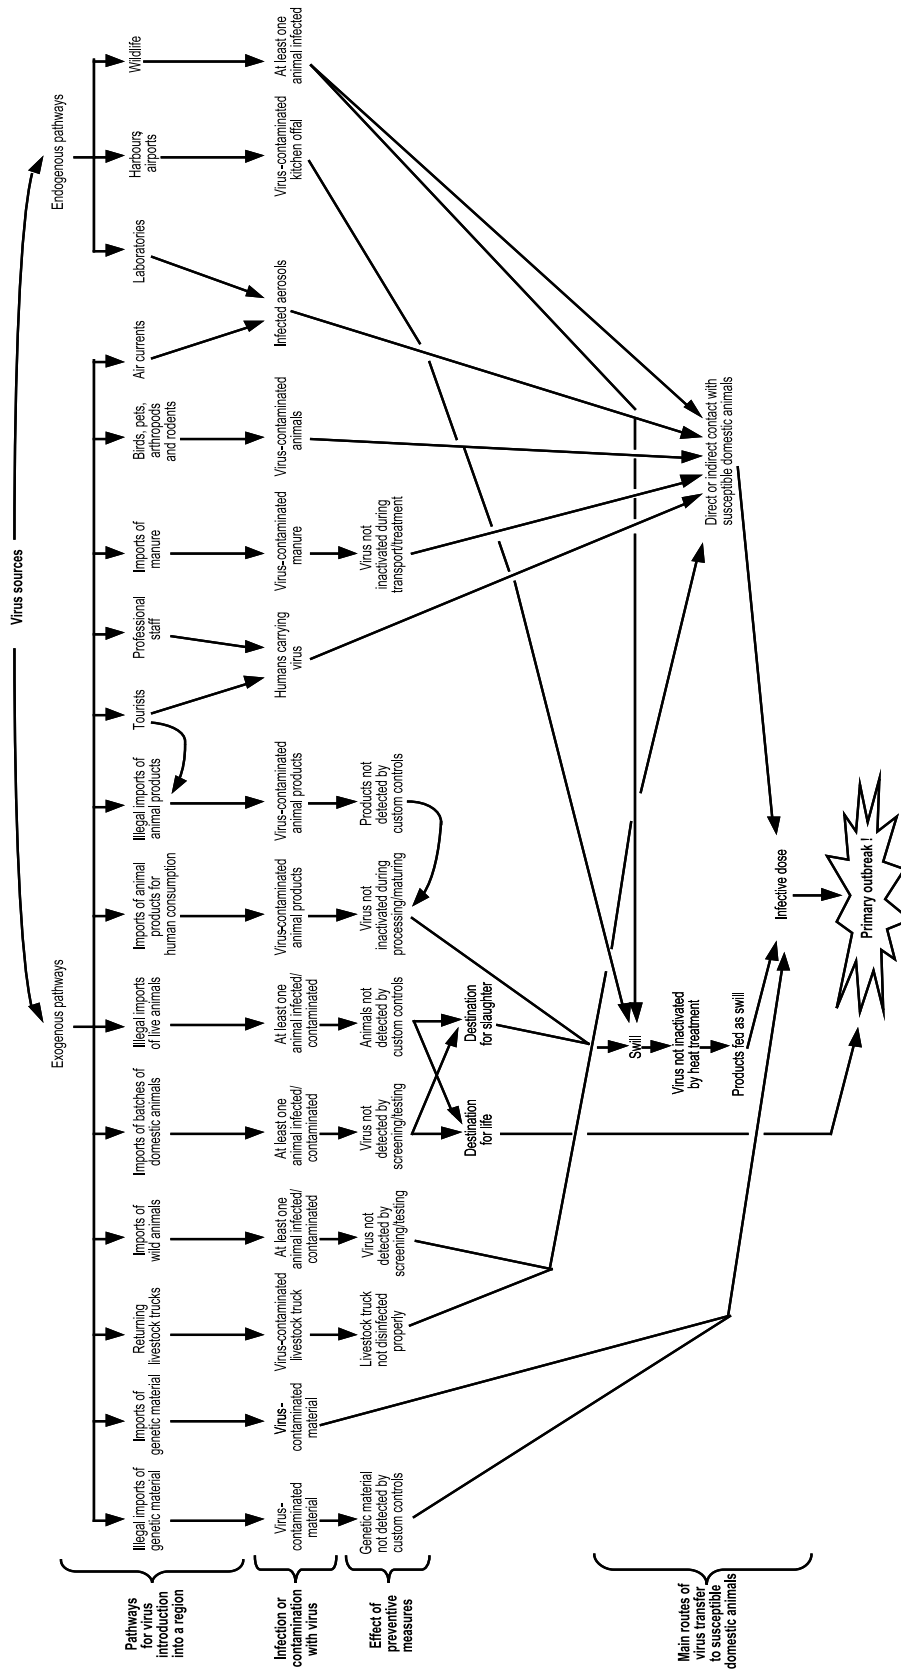 Virus sources
Exogenous pathways
Endogenous pathways
Pathways
for virus
introduction
into a region
Illegal imports of
genetic material
Imports of
genetic material
Returning
livestock trucks
Imports of
wild animals
Imports of batches of
domestic animals
Illegal imports
of live animals
Imports of animal
products for
human consumption
Illegal imports of
animal products
Tourists
Professional
staff
Imports of
manure
Birds, pets,
arthropods
and rodents
Air currents
Laboratories
Harbours,
airports
Wildlife
Infection or
contamination
with virus
Virus-
contaminated
material
Virus-
contaminated
material
Virus-contaminated
livestock truck
At least one
animal infected/
contaminated
At least one
animal infected/
contaminated
At least one
animal infected/
contaminated
Virus-contaminated
animal products
Virus-contaminated
animal products
Humans carrying
virus
Virus-contaminated
manure
Virus-contaminated
animals
Infected aerosols
Virus-contaminated
kitchen offal
At least one
animal infected
Effect of
preventive
measures
Genetic material
not detected by
custom controls
Livestock truck
not disinfected
properly
Virus not
detected by
screening/testing
Virus not
detected by
screening/testing
Animals not
detected by
custom controls
Virus not
inactivated during
processing/maturing
Products not
detected by
custom controls
Virus not
inactivated during
transport/treatment
Destination
for life
Destination
for slaughter
Main routes of
virus transfer
to susceptible
domestic animals
Swill
Virus not inactivated
by heat treatment
Products fed as swill
Direct or indirect contact with
susceptible domestic animals
Infective dose
Primary outbreak !